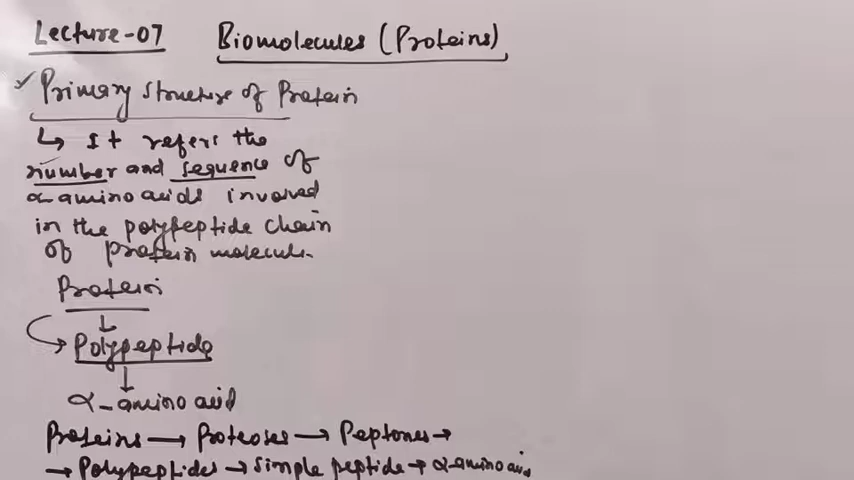 Lecture-07 Biomolecules (Proteins)
Primary structure of Protein
↳ It refers the
number and sequence of
α-amino acids involved
in the polypeptide chain
of protein molecule.
Protein
↓
Polypeptide
↓
α-amino acid
Proteins → Proteoses → Peptones →
→ Polypeptides → Simple peptide → α-amino acid